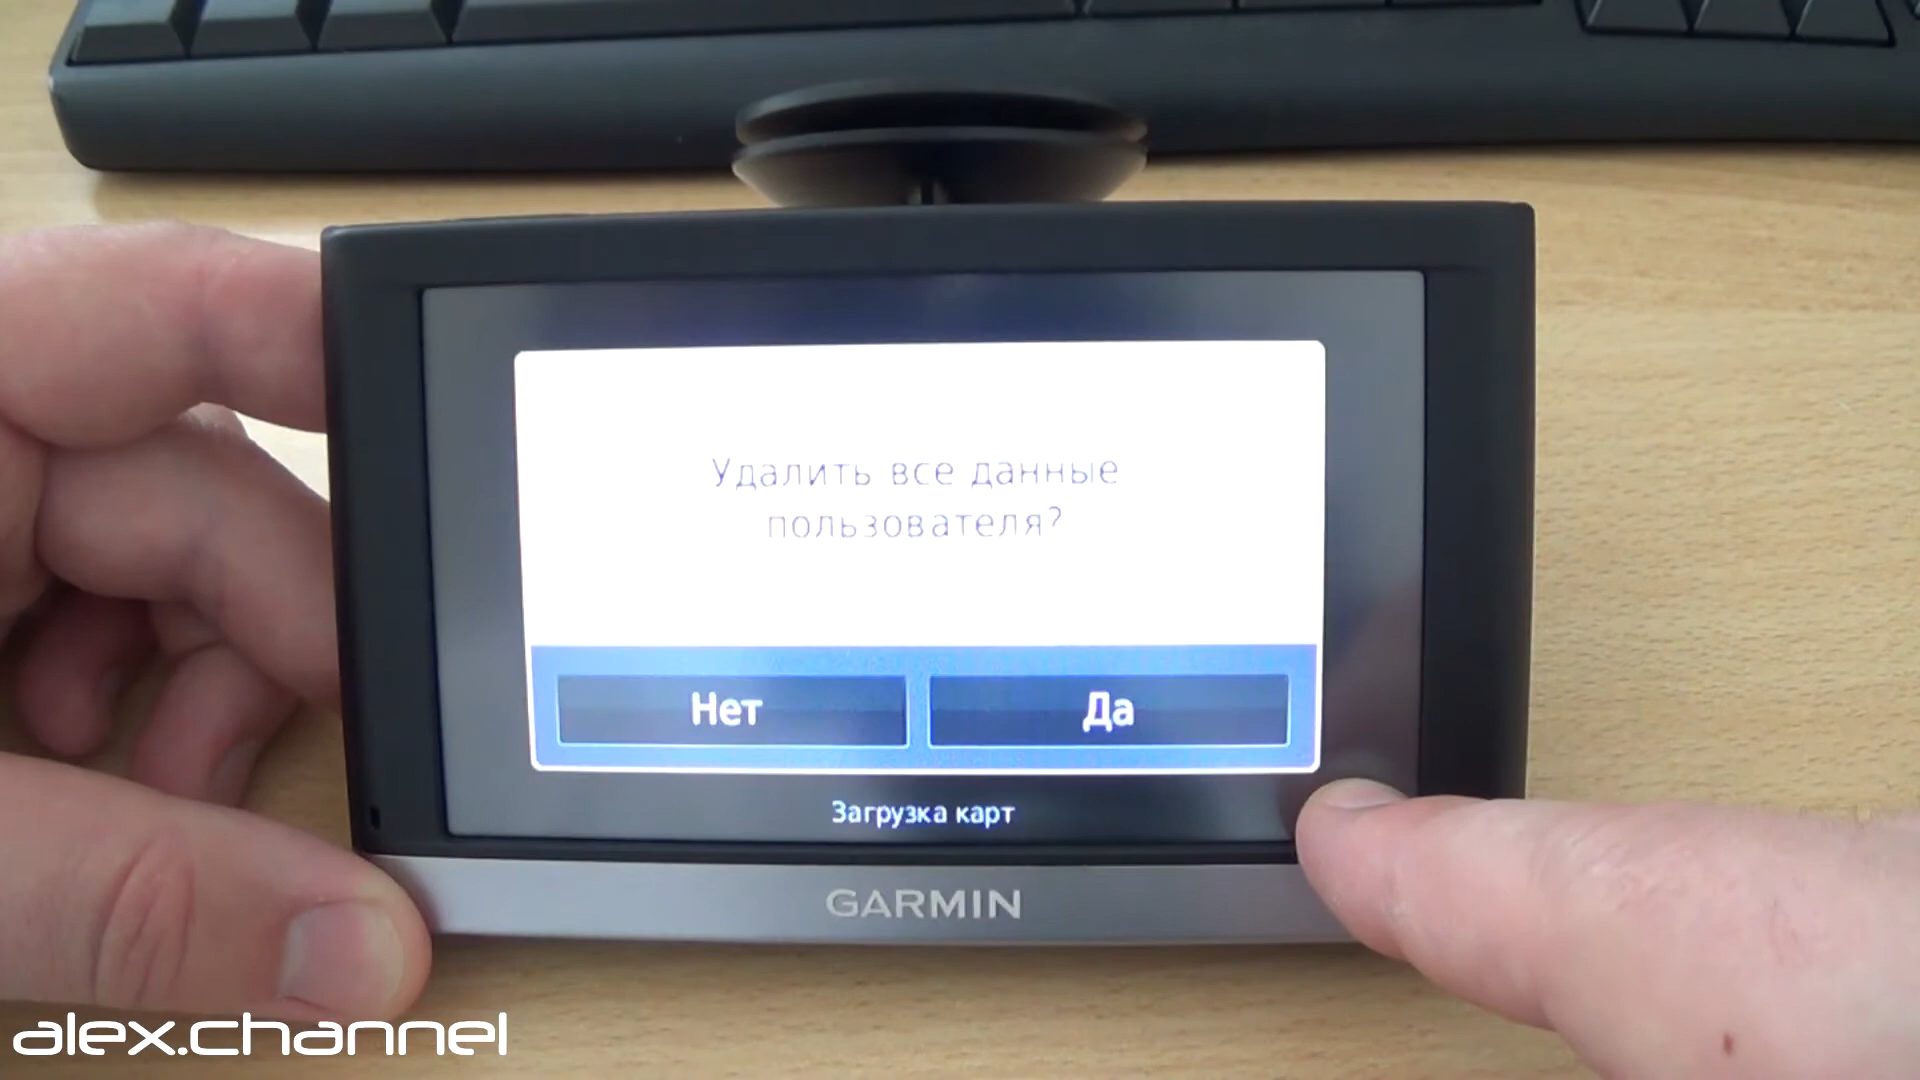 Удалить все данные
пользователя?
Нет
Да
Загрузка карт
GARMIN
alex.channel